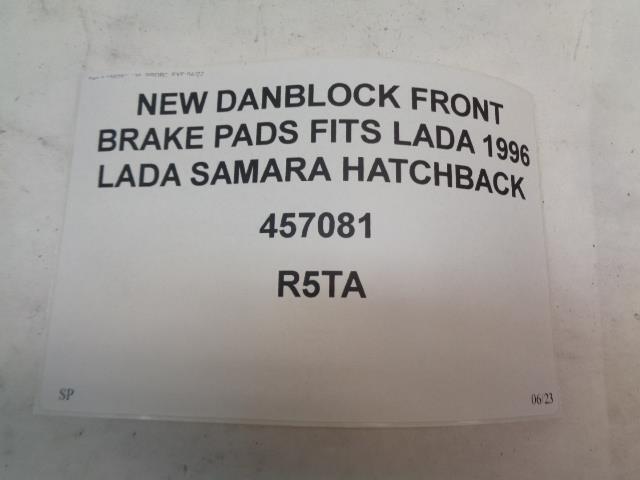 NEW DANBLOCK FRONT
BRAKE PADS FITS LADA 1996
LADA SAMARA HATCHBACK
457081
R5TA
SP
06/23